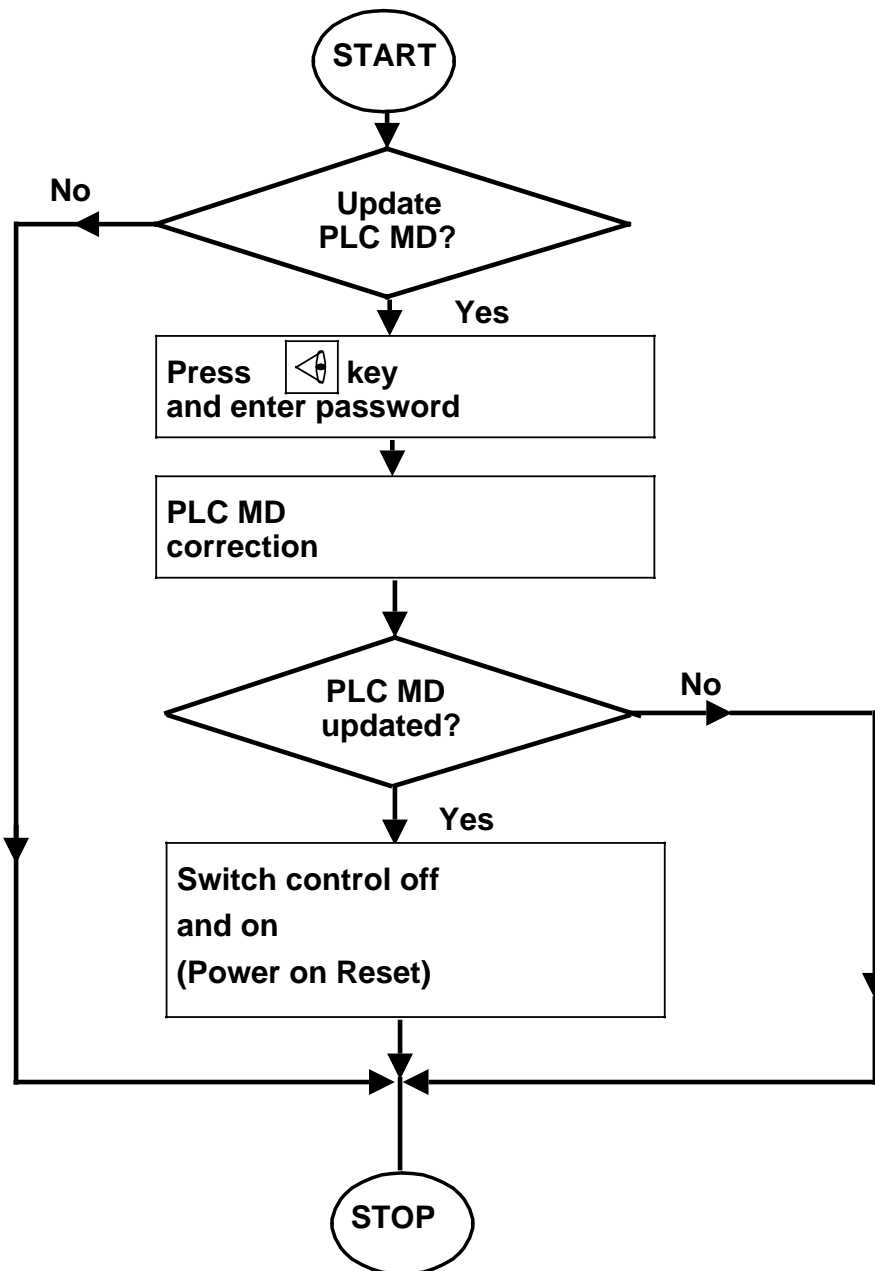 START
No
Update
PLC MD?
Yes
Press key
and enter password
PLC MD
correction
PLC MD
updated?
No
Yes
Switch control off
and on
(Power on Reset)
STOP